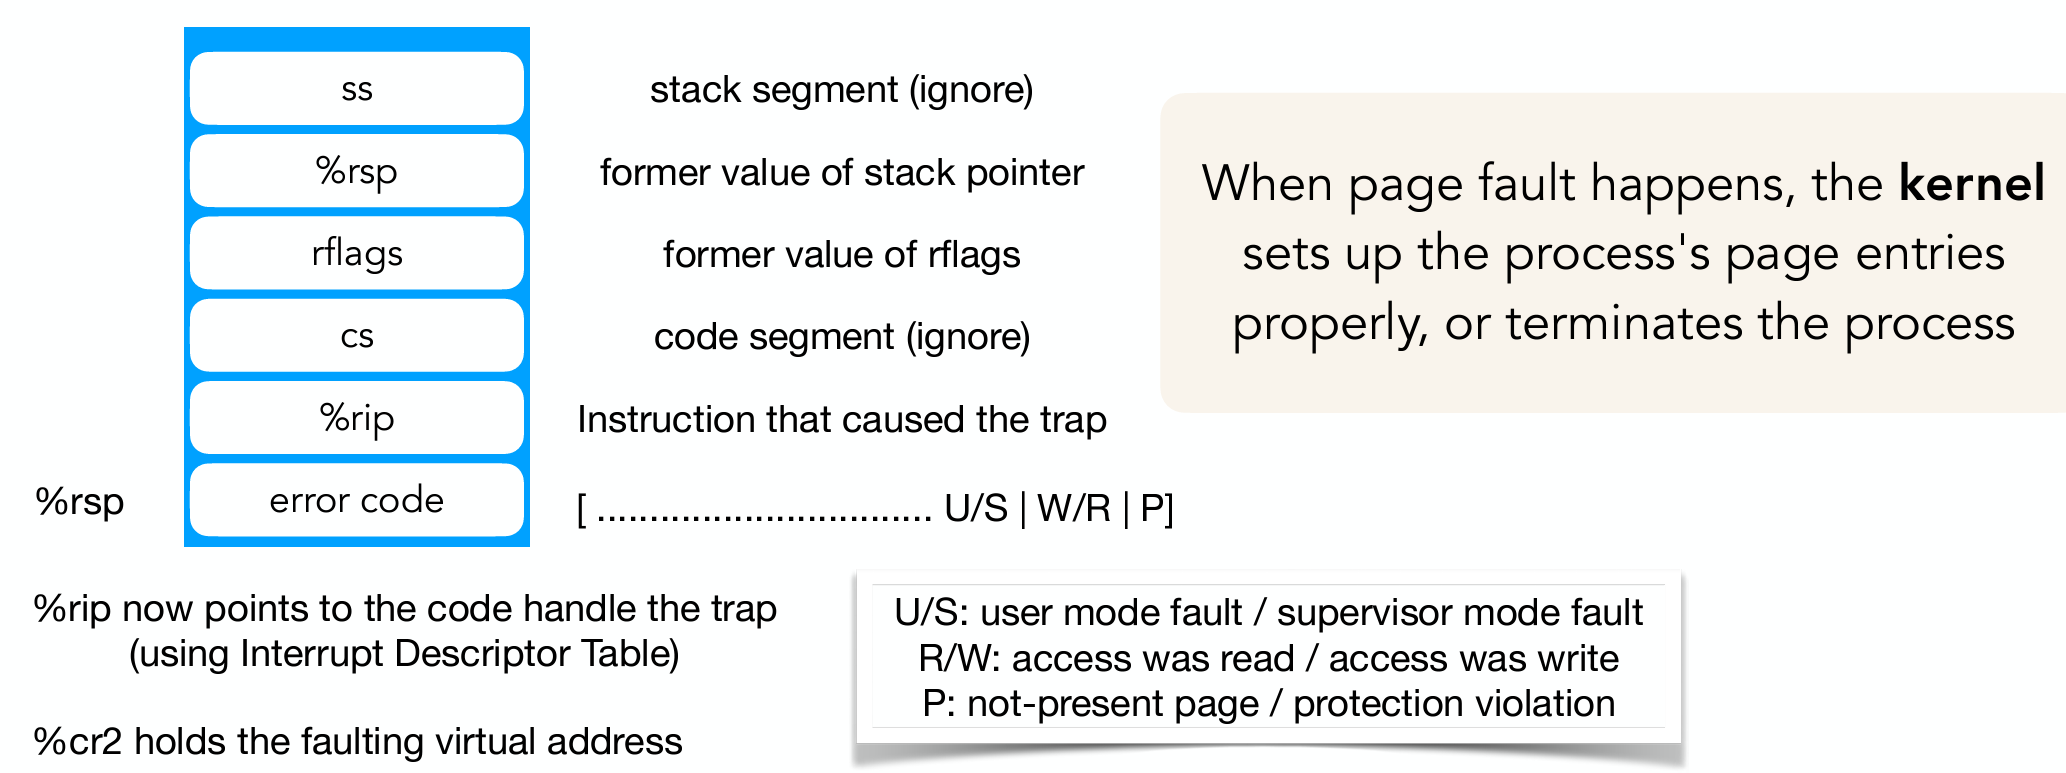 ss
stack segment (ignore)
%rsp
former value of stack pointer
rflags
former value of rflags
cs
code segment (ignore)
%rip
Instruction that caused the trap
%rsp
error code
[ ................................ U/S | W/R | P]
When page fault happens, the kernel
sets up the process's page entries
properly, or terminates the process
%rip now points to the code handle the trap
(using Interrupt Descriptor Table)
%cr2 holds the faulting virtual address
U/S: user mode fault / supervisor mode fault
R/W: access was read / access was write
P: not-present page / protection violation